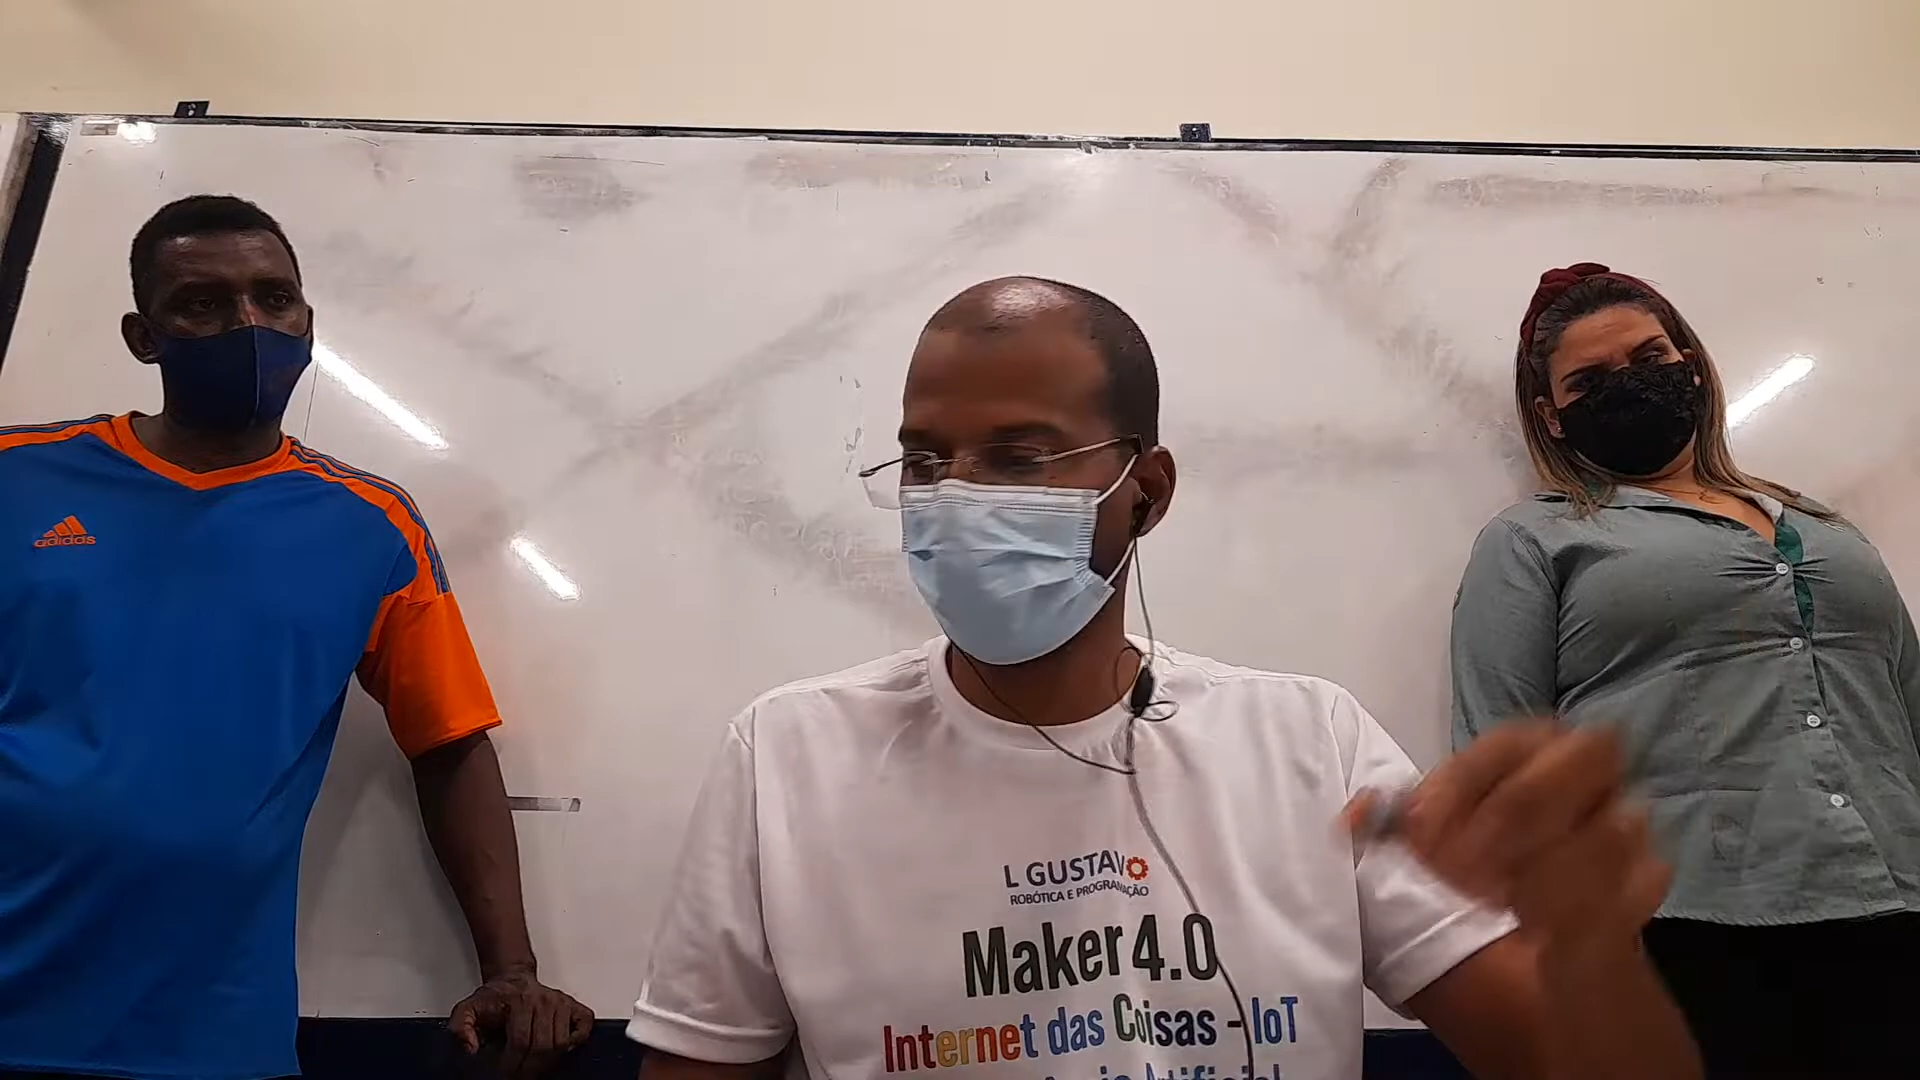 adidas
L GUSTAVO
ROBÓTICA E PROGRAMAÇÃO
Maker 4.0
Internet das Coisas - IoT